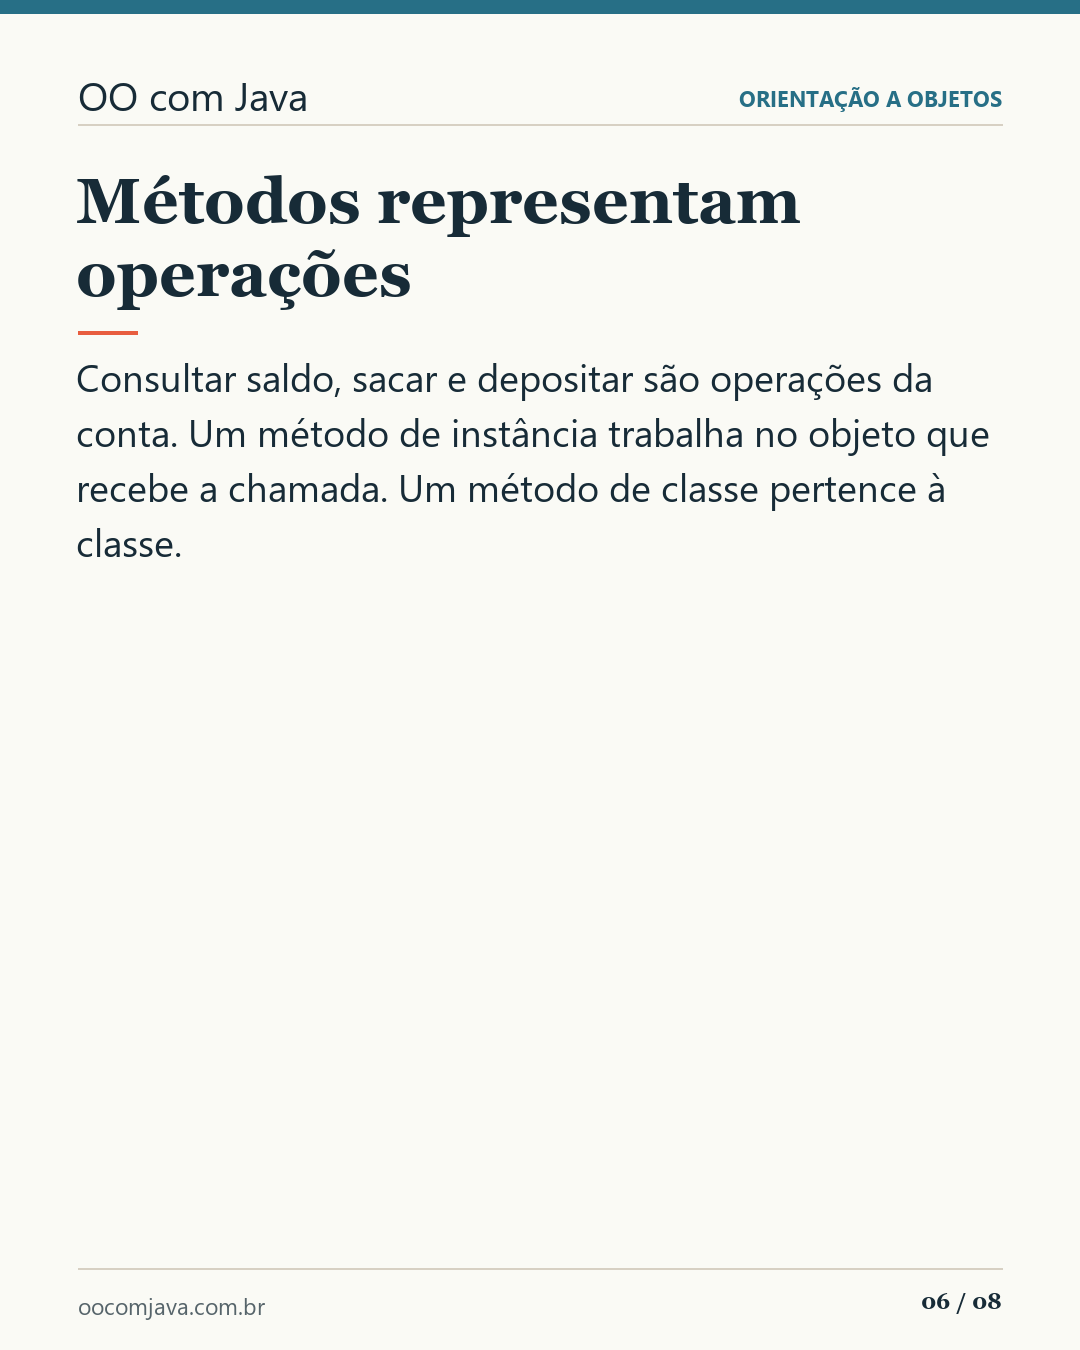 OO com Java
ORIENTAÇÃO A OBJETOS
Métodos representam
operações
Consultar saldo, sacar e depositar são operações da
conta. Um método de instância trabalha no objeto que
recebe a chamada. Um método de classe pertence à
classe.
oocomjava.com.br
06 / 08